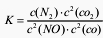 K = c(N₂)·c²(co₂) / c²(NO)·c²(co)